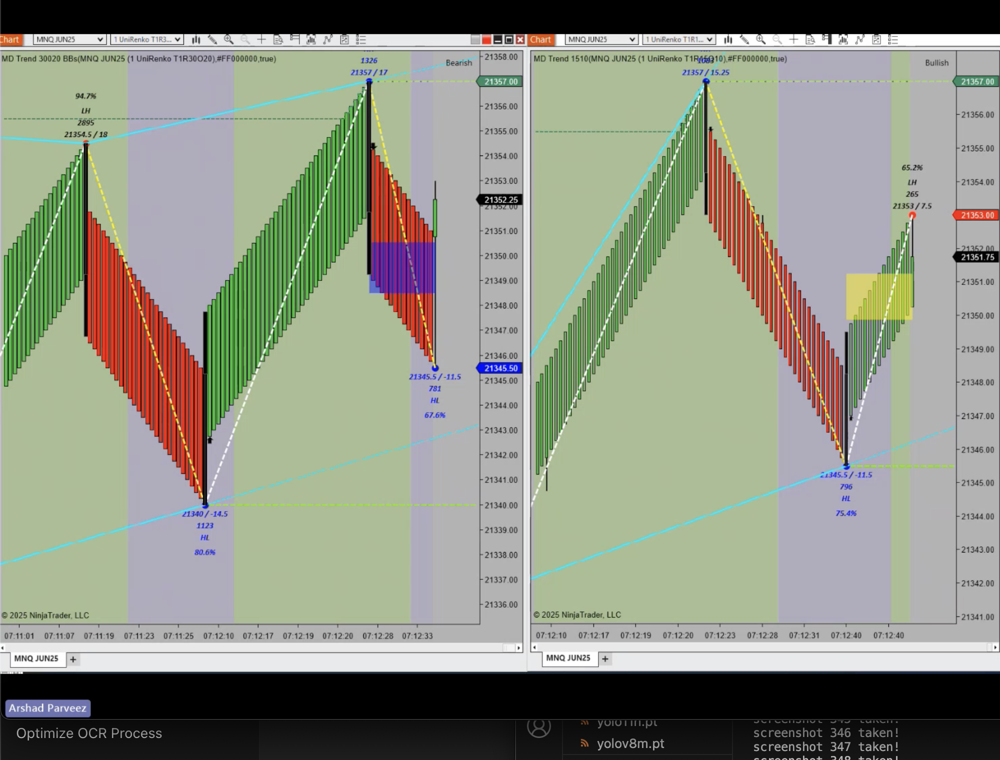 Chart
MNQ JUN25
1 UniRenko T1R3...
MD Trend 30020 BBs(MNQ JUN25 (1 UniRenko T1R30O20),#FF000000,true)
Bearish
94.7%
LH
2895
21354.5 / 18
1326
21357 / 17
21340 / -14.5
1123
HL
80.6%
21345.5 / -11.5
781
HL
67.6%
21358.00
21357.00
21356.00
21355.00
21354.00
21353.00
21352.25
21352.00
21351.00
21350.00
21349.00
21348.00
21347.00
21346.00
21345.50
21345.00
21344.00
21343.00
21342.00
21341.00
21340.00
21339.00
21338.00
21337.00
21336.00
© 2025 NinjaTrader, LLC
07:11:01 07:11:07 07:11:19 07:11:23 07:11:25 07:12:10 07:12:17 07:12:19 07:12:20 07:12:28 07:12:33
MNQ JUN25 +
Chart
MNQ JUN25
1 UniRenko T1R1...
MD Trend 1510(MNQ JUN25 (1 UniRenko T1R15O10),#FF000000,true)
Bullish
21357 / 15.25
65.2%
LH
265
21353 / 7.5
21345.5 / -11.5
796
HL
75.4%
21357.00
21356.00
21355.00
21354.00
21353.00
21352.00
21351.75
21350.00
21349.00
21348.00
21347.00
21346.00
21345.00
21344.00
21343.00
21342.00
21341.00
© 2025 NinjaTrader, LLC
07:12:10 07:12:17 07:12:19 07:12:20 07:12:23 07:12:28 07:12:31 07:12:40 07:12:40
MNQ JUN25 +
Arshad Parveez
Optimize OCR Process
yolo11n.pt
yolov8m.pt
screenshot 345 taken!
screenshot 346 taken!
screenshot 347 taken!
screenshot 348 taken!